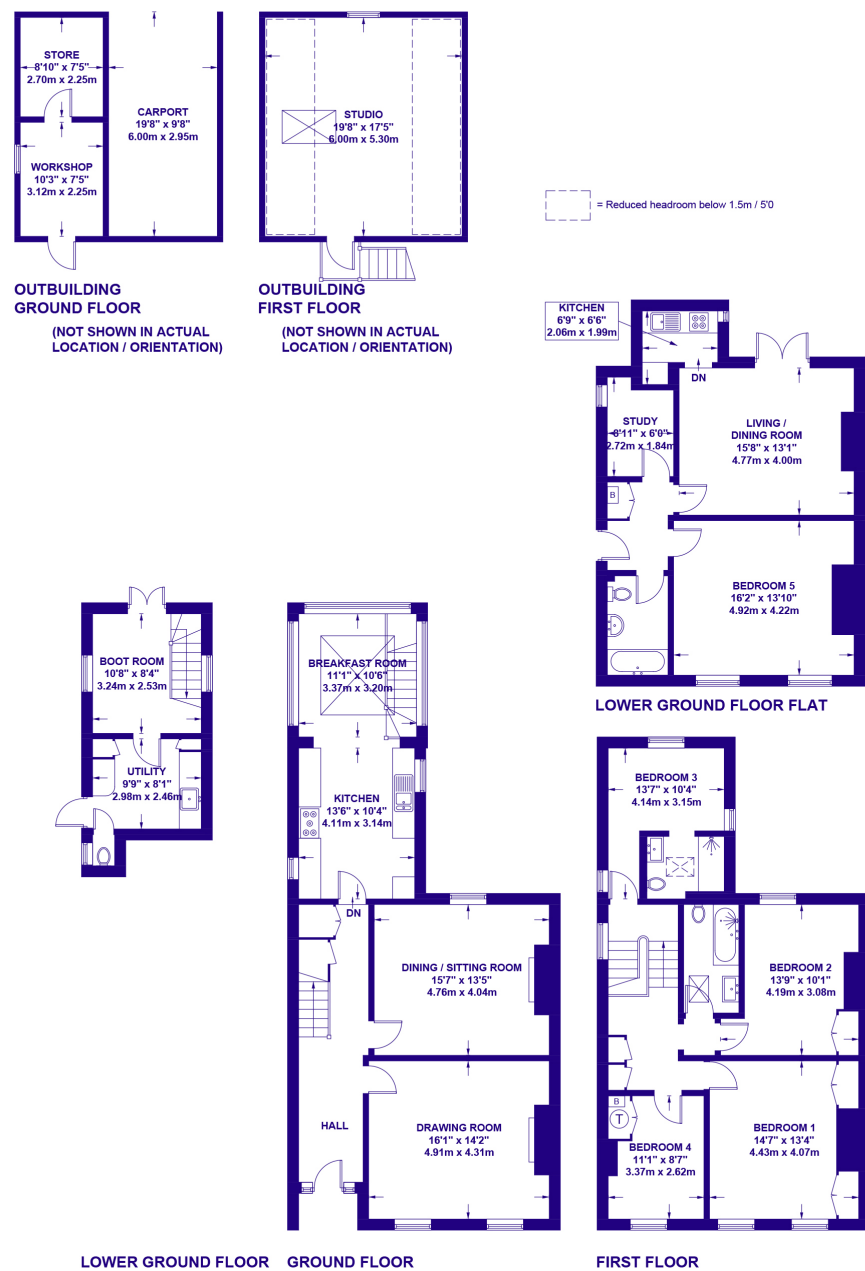 STORE
8'10" x 7'5"
2.70m x 2.25m
CARPORT
19'8" x 9'8"
6.00m x 2.95m
WORKSHOP
10'3" x 7'5"
3.12m x 2.25m
STUDIO
19'8" x 17'5"
6.00m x 5.30m
= Reduced headroom below 1.5m / 5'0
OUTBUILDING
GROUND FLOOR
(NOT SHOWN IN ACTUAL
LOCATION / ORIENTATION)
OUTBUILDING
FIRST FLOOR
(NOT SHOWN IN ACTUAL
LOCATION / ORIENTATION)
KITCHEN
6'9" x 6'6"
2.06m x 1.99m
DN
STUDY
8'11" x 6'0"
2.72m x 1.84m
LIVING /
DINING ROOM
15'8" x 13'1"
4.77m x 4.00m
B
BEDROOM 5
16'2" x 13'10"
4.92m x 4.22m
LOWER GROUND FLOOR FLAT
BOOT ROOM
10'8" x 8'4"
3.24m x 2.53m
UTILITY
9'9" x 8'1"
2.98m x 2.46m
LOWER GROUND FLOOR
BREAKFAST ROOM
11'1" x 10'6"
3.37m x 3.20m
KITCHEN
13'6" x 10'4"
4.11m x 3.14m
DN
DINING / SITTING ROOM
15'7" x 13'5"
4.76m x 4.04m
HALL
DRAWING ROOM
16'1" x 14'2"
4.91m x 4.31m
GROUND FLOOR
BEDROOM 3
13'7" x 10'4"
4.14m x 3.15m
BEDROOM 2
13'9" x 10'1"
4.19m x 3.08m
B
T
BEDROOM 4
11'1" x 8'7"
3.37m x 2.62m
BEDROOM 1
14'7" x 13'4"
4.43m x 4.07m
FIRST FLOOR